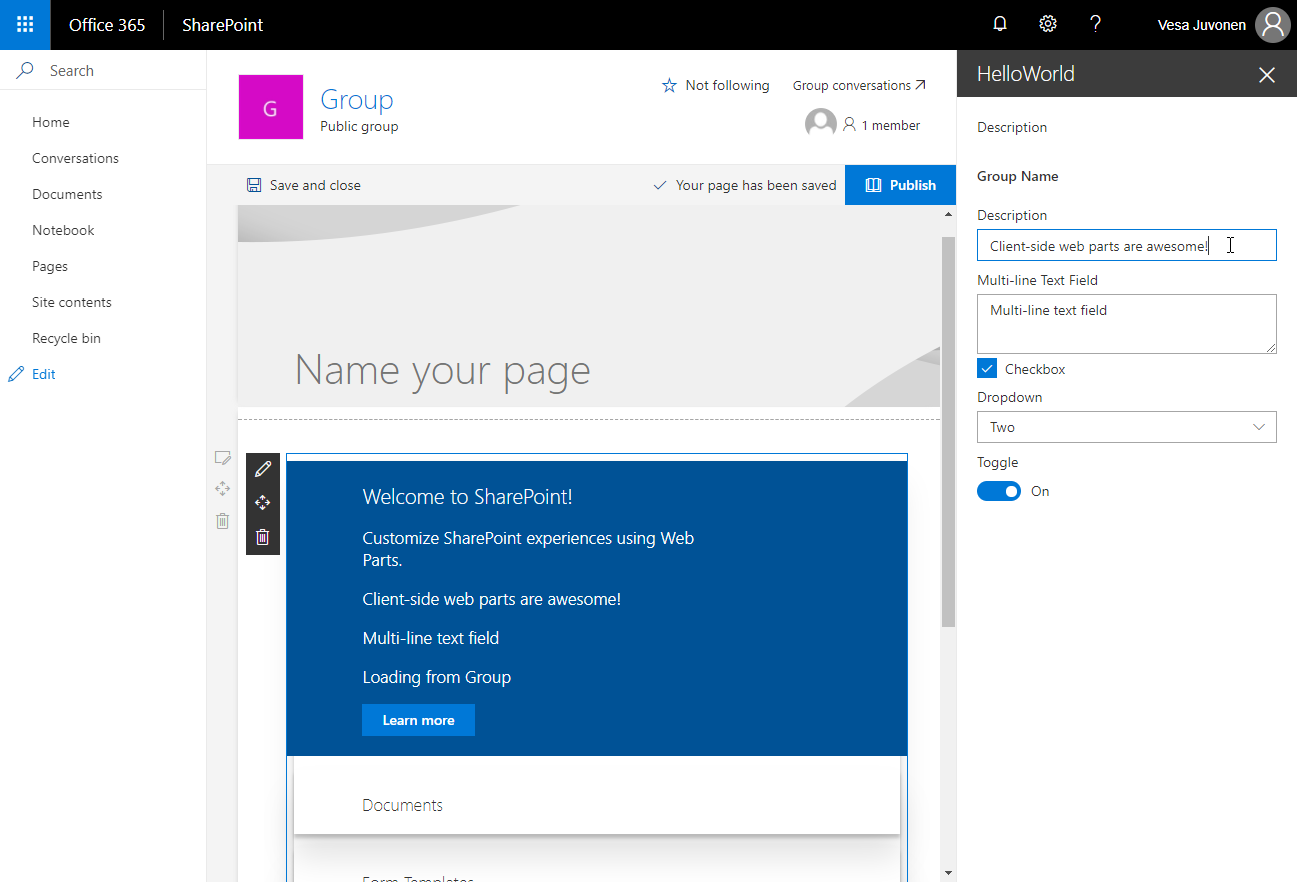 Office 365
SharePoint
Vesa Juvonen
Search
Home
Conversations
Documents
Notebook
Pages
Site contents
Recycle bin
Edit
G
Group
Public group
Not following
Group conversations
1 member
Save and close
Your page has been saved
Publish
Name your page
Welcome to SharePoint!
Customize SharePoint experiences using Web
Parts.
Client-side web parts are awesome!
Multi-line text field
Loading from Group
Learn more
Documents
Form Templates
HelloWorld
Description
Group Name
Description
Client-side web parts are awesome!
Multi-line Text Field
Multi-line text field
Checkbox
Dropdown
Two
Toggle
On